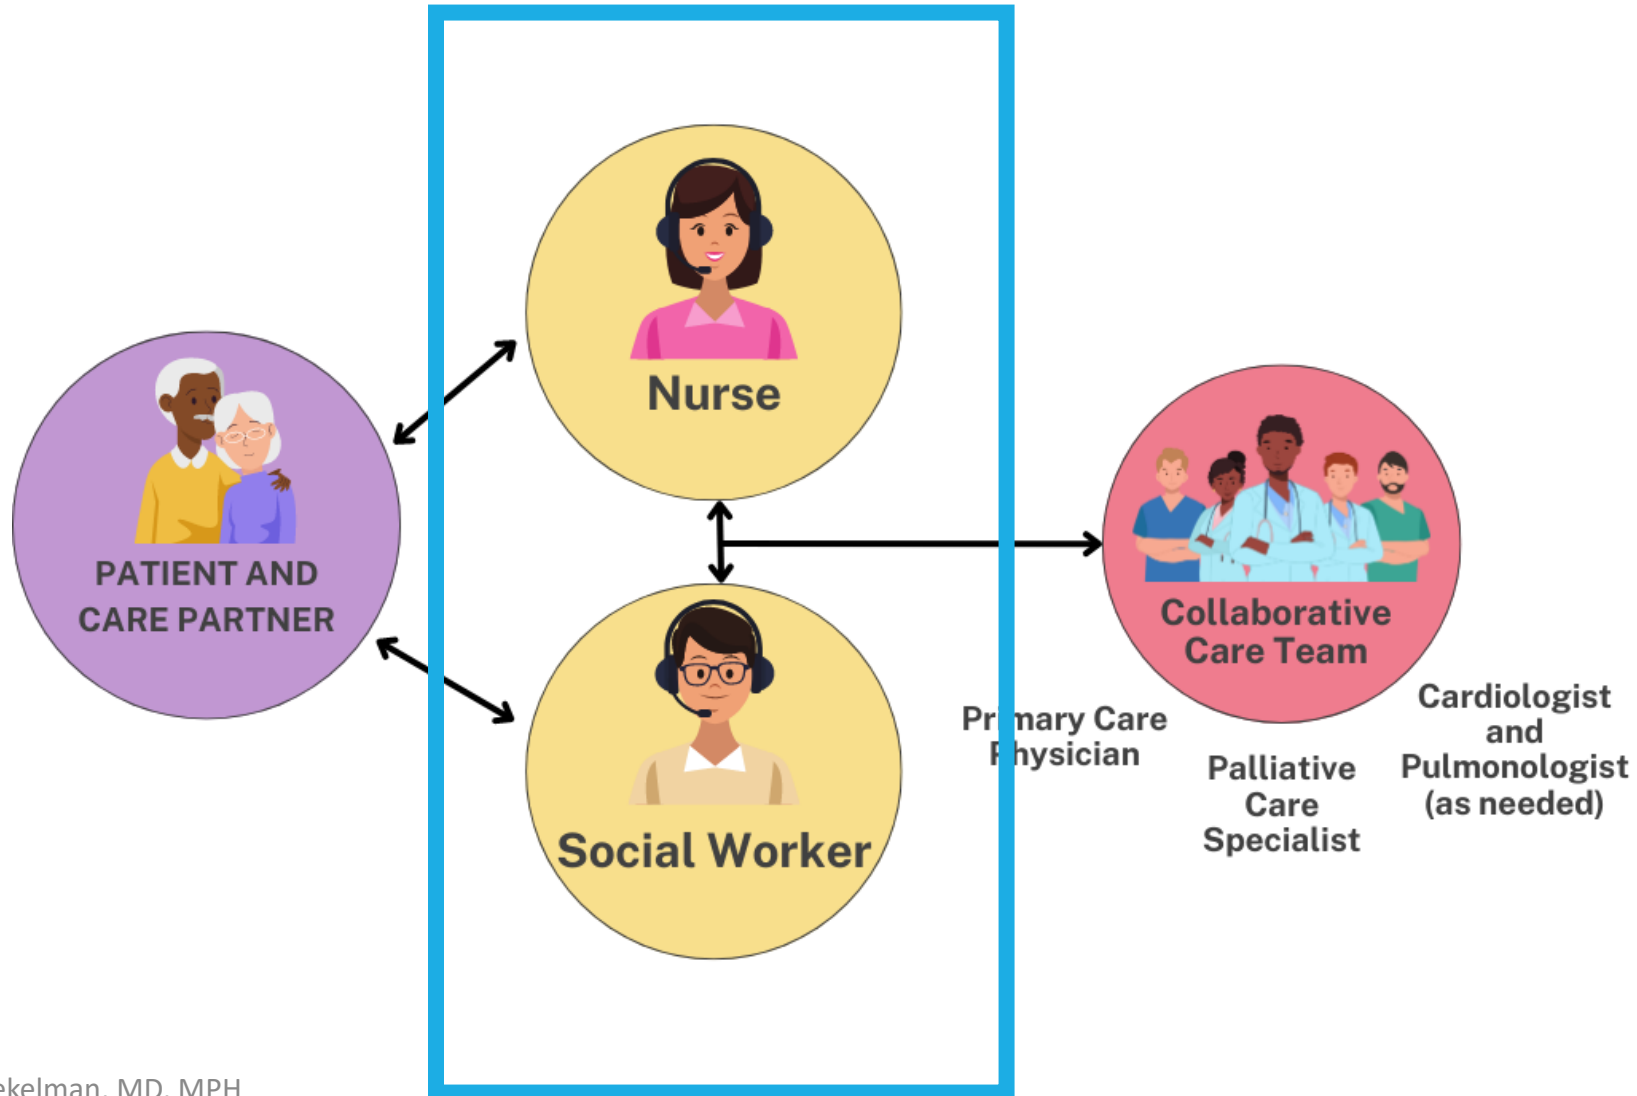 Nurse
PATIENT AND
CARE PARTNER
Social Worker
Collaborative
Care Team
Primary Care
Physician
Palliative
Care
Specialist
Cardiologist
and
Pulmonologist
(as needed)
MD, MPH